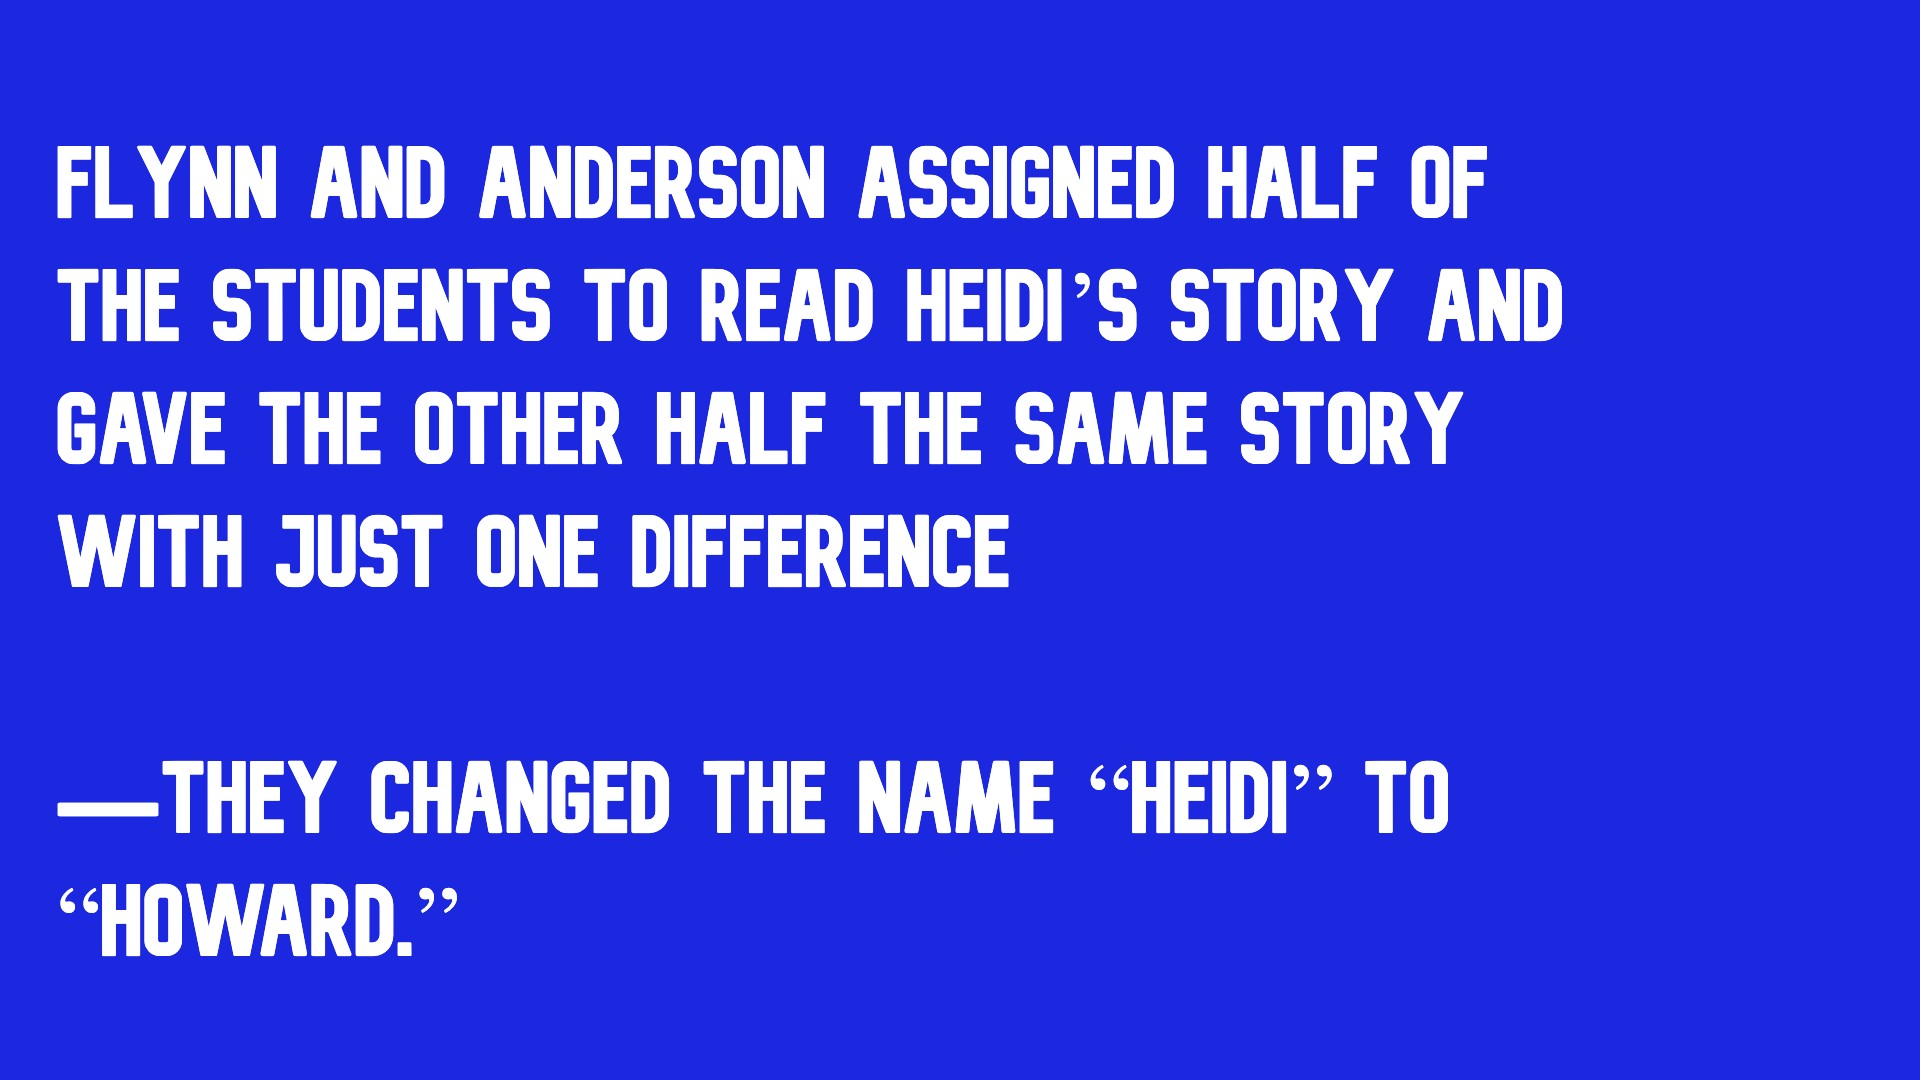 FLYNN AND ANDERSON ASSIGNED HALF OF
THE STUDENTS TO READ HEIDI’S STORY AND
GAVE THE OTHER HALF THE SAME STORY
WITH JUST ONE DIFFERENCE
—THEY CHANGED THE NAME “HEIDI” TO
“HOWARD.”